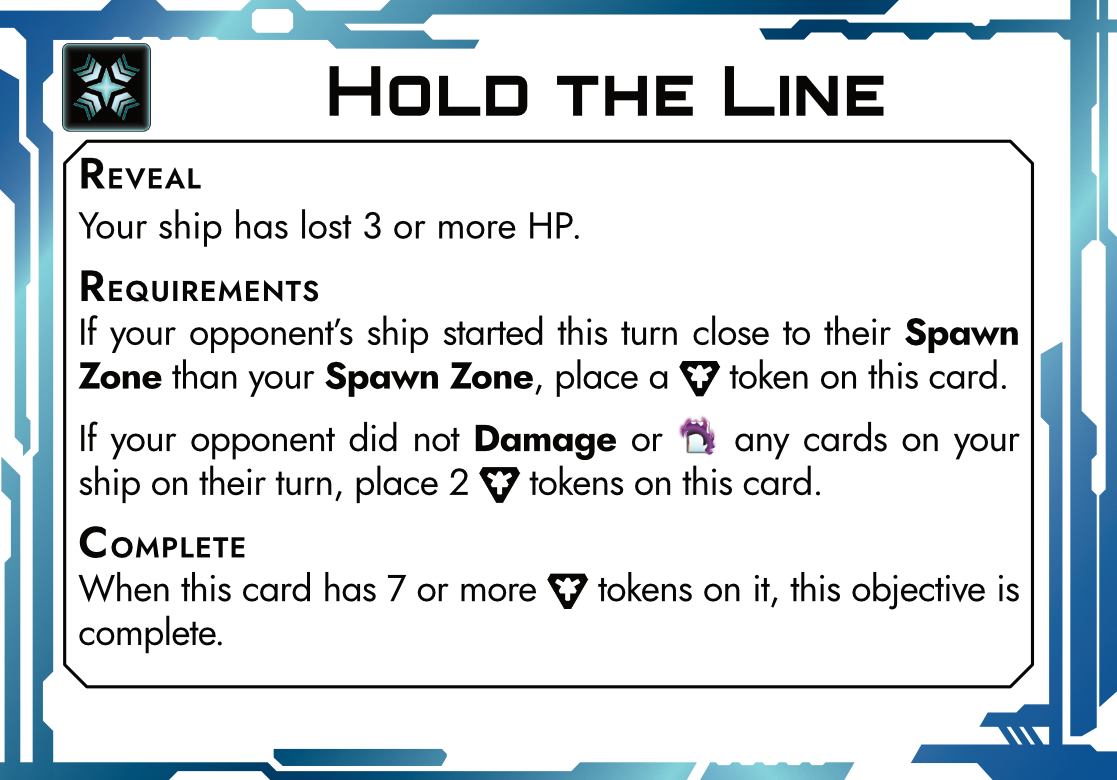 Hold the Line
Reveal
Your ship has lost 3 or more HP.
Requirements
If your opponent's ship started this turn close to their Spawn
Zone than your Spawn Zone, place a token on this card.
If your opponent did not Damage or any cards on your
ship on their turn, place 2 tokens on this card.
Complete
When this card has 7 or more tokens on it, this objective is
complete.